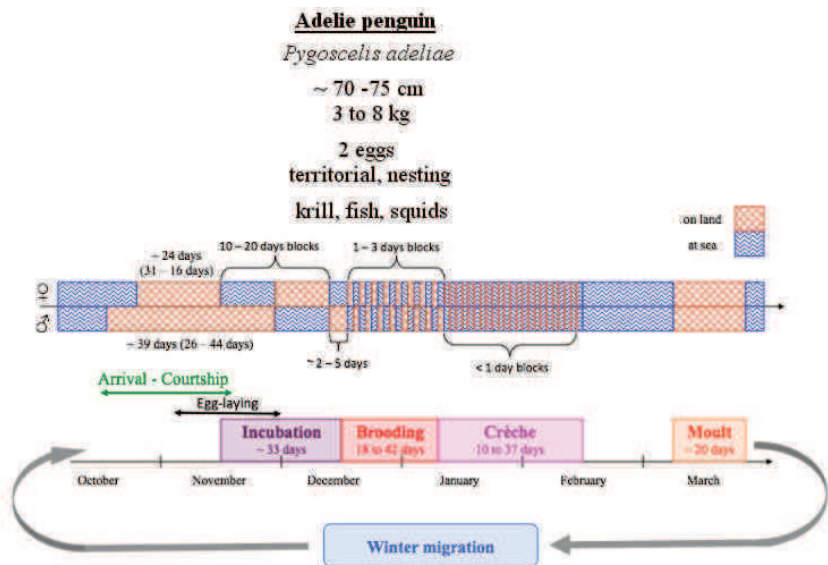 Adelie penguin
Pygoscelis adeliae
~ 70 -75 cm
3 to 8 kg
2 eggs
territorial, nesting
krill, fish, squids
on land
at sea
10 – 20 days blocks
1 – 3 days blocks
~ 24 days
(31 – 16 days)
♀
♂
~ 39 days (26 – 44 days)
~ 2 – 5 days
< 1 day blocks
Arrival - Courtship
Egg-laying
Incubation
~ 33 days
Brooding
18 to 42 days
Crèche
10 to 37 days
Moult
~ 20 days
October
November
December
January
February
March
Winter migration